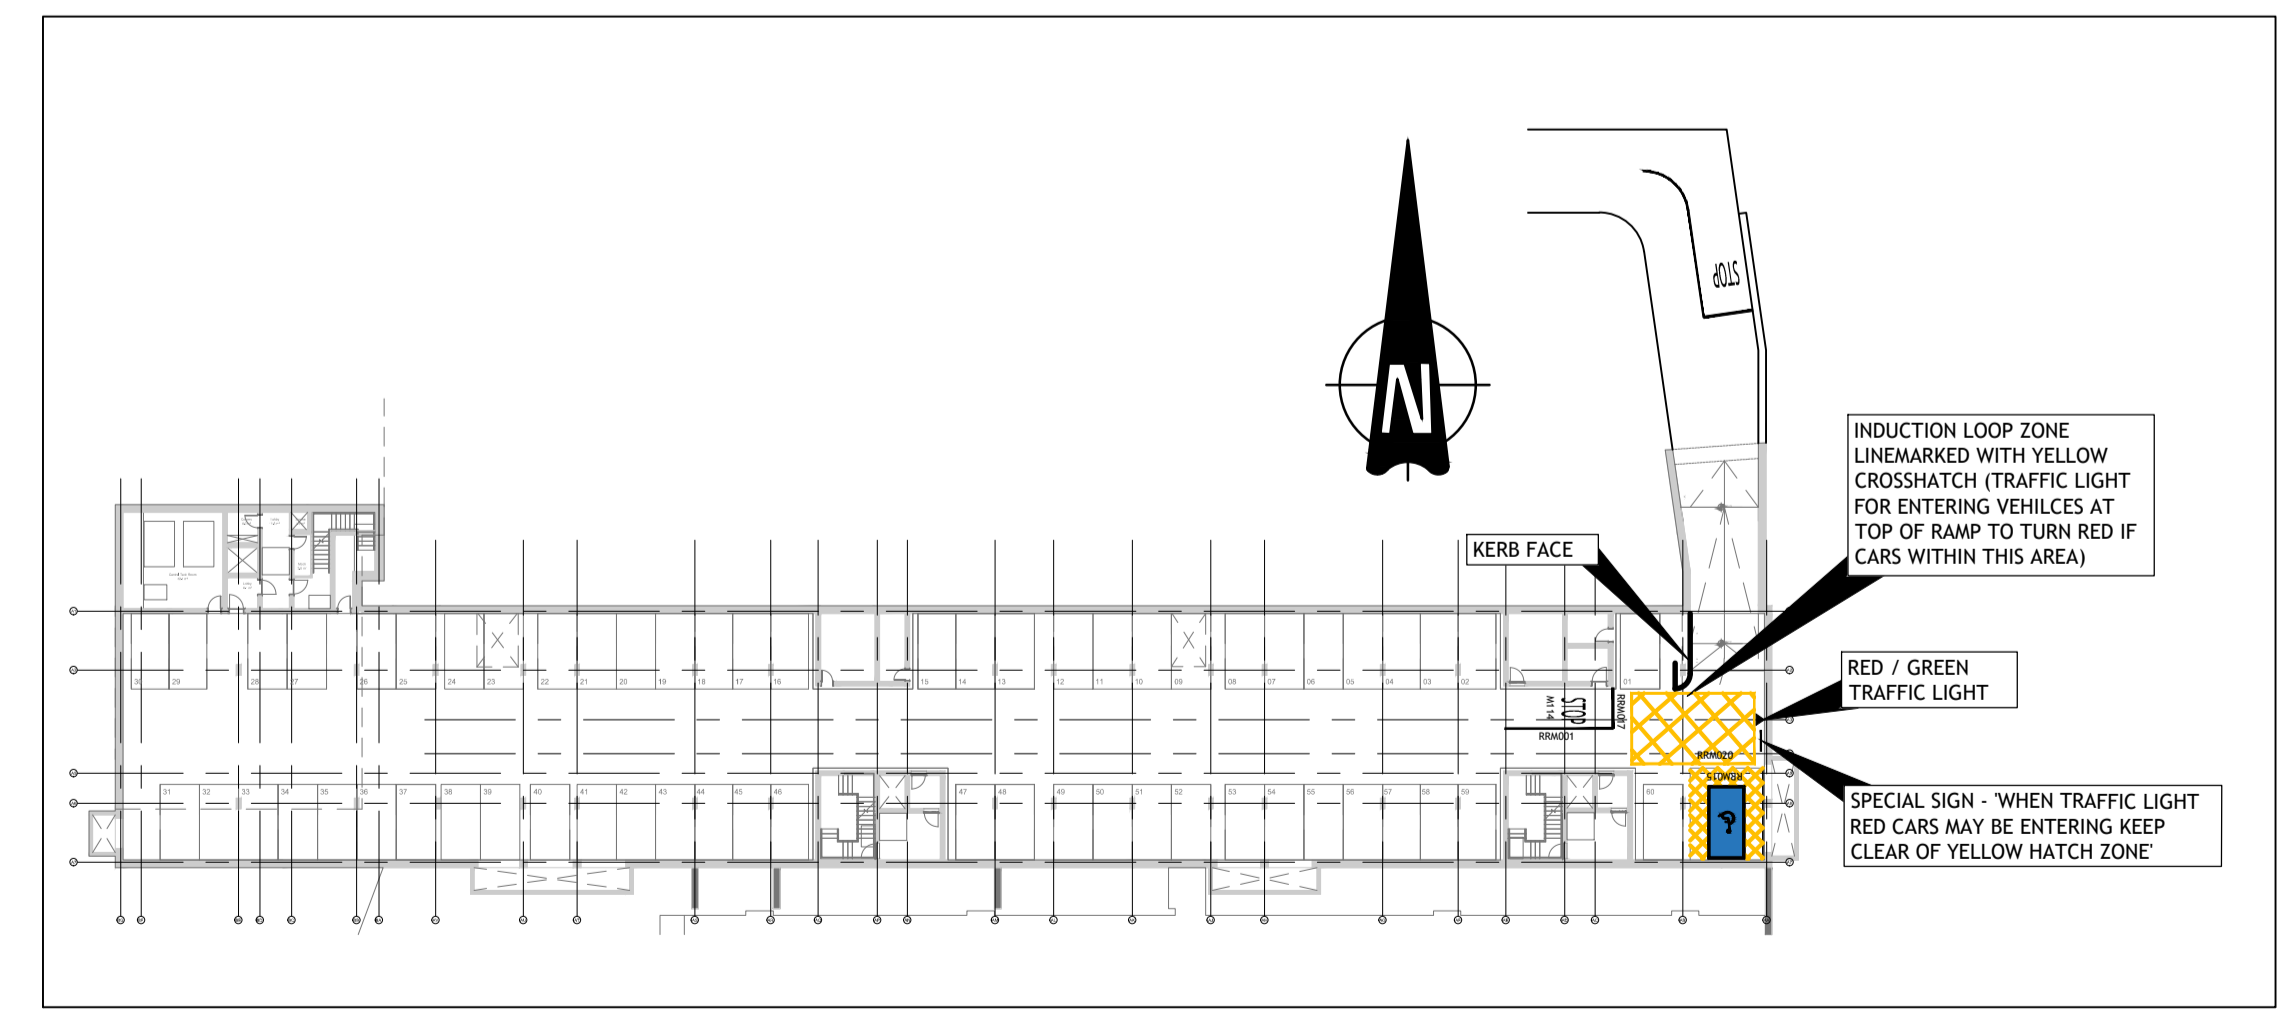 STOP
N
INDUCTION LOOP ZONE
LINEMARKED WITH YELLOW
CROSSHATCH (TRAFFIC LIGHT
FOR ENTERING VEHILCES AT
TOP OF RAMP TO TURN RED IF
CARS WITHIN THIS AREA)
KERB FACE
RED / GREEN
TRAFFIC LIGHT
30 29 28 27 26 25 24 23 22 21 20 19 18 17 16 15 14 13 12 11 10 09 08 07 06 05 04 03 02 01
STOP
M114
RRM017
RRM001
RRM020
RRM015
31 32 33 34 35 36 37 38 39 40 41 42 43 44 45 46 47 48 49 50 51 52 53 54 55 56 57 58 59 60
SPECIAL SIGN - 'WHEN TRAFFIC LIGHT
RED CARS MAY BE ENTERING KEEP
CLEAR OF YELLOW HATCH ZONE'